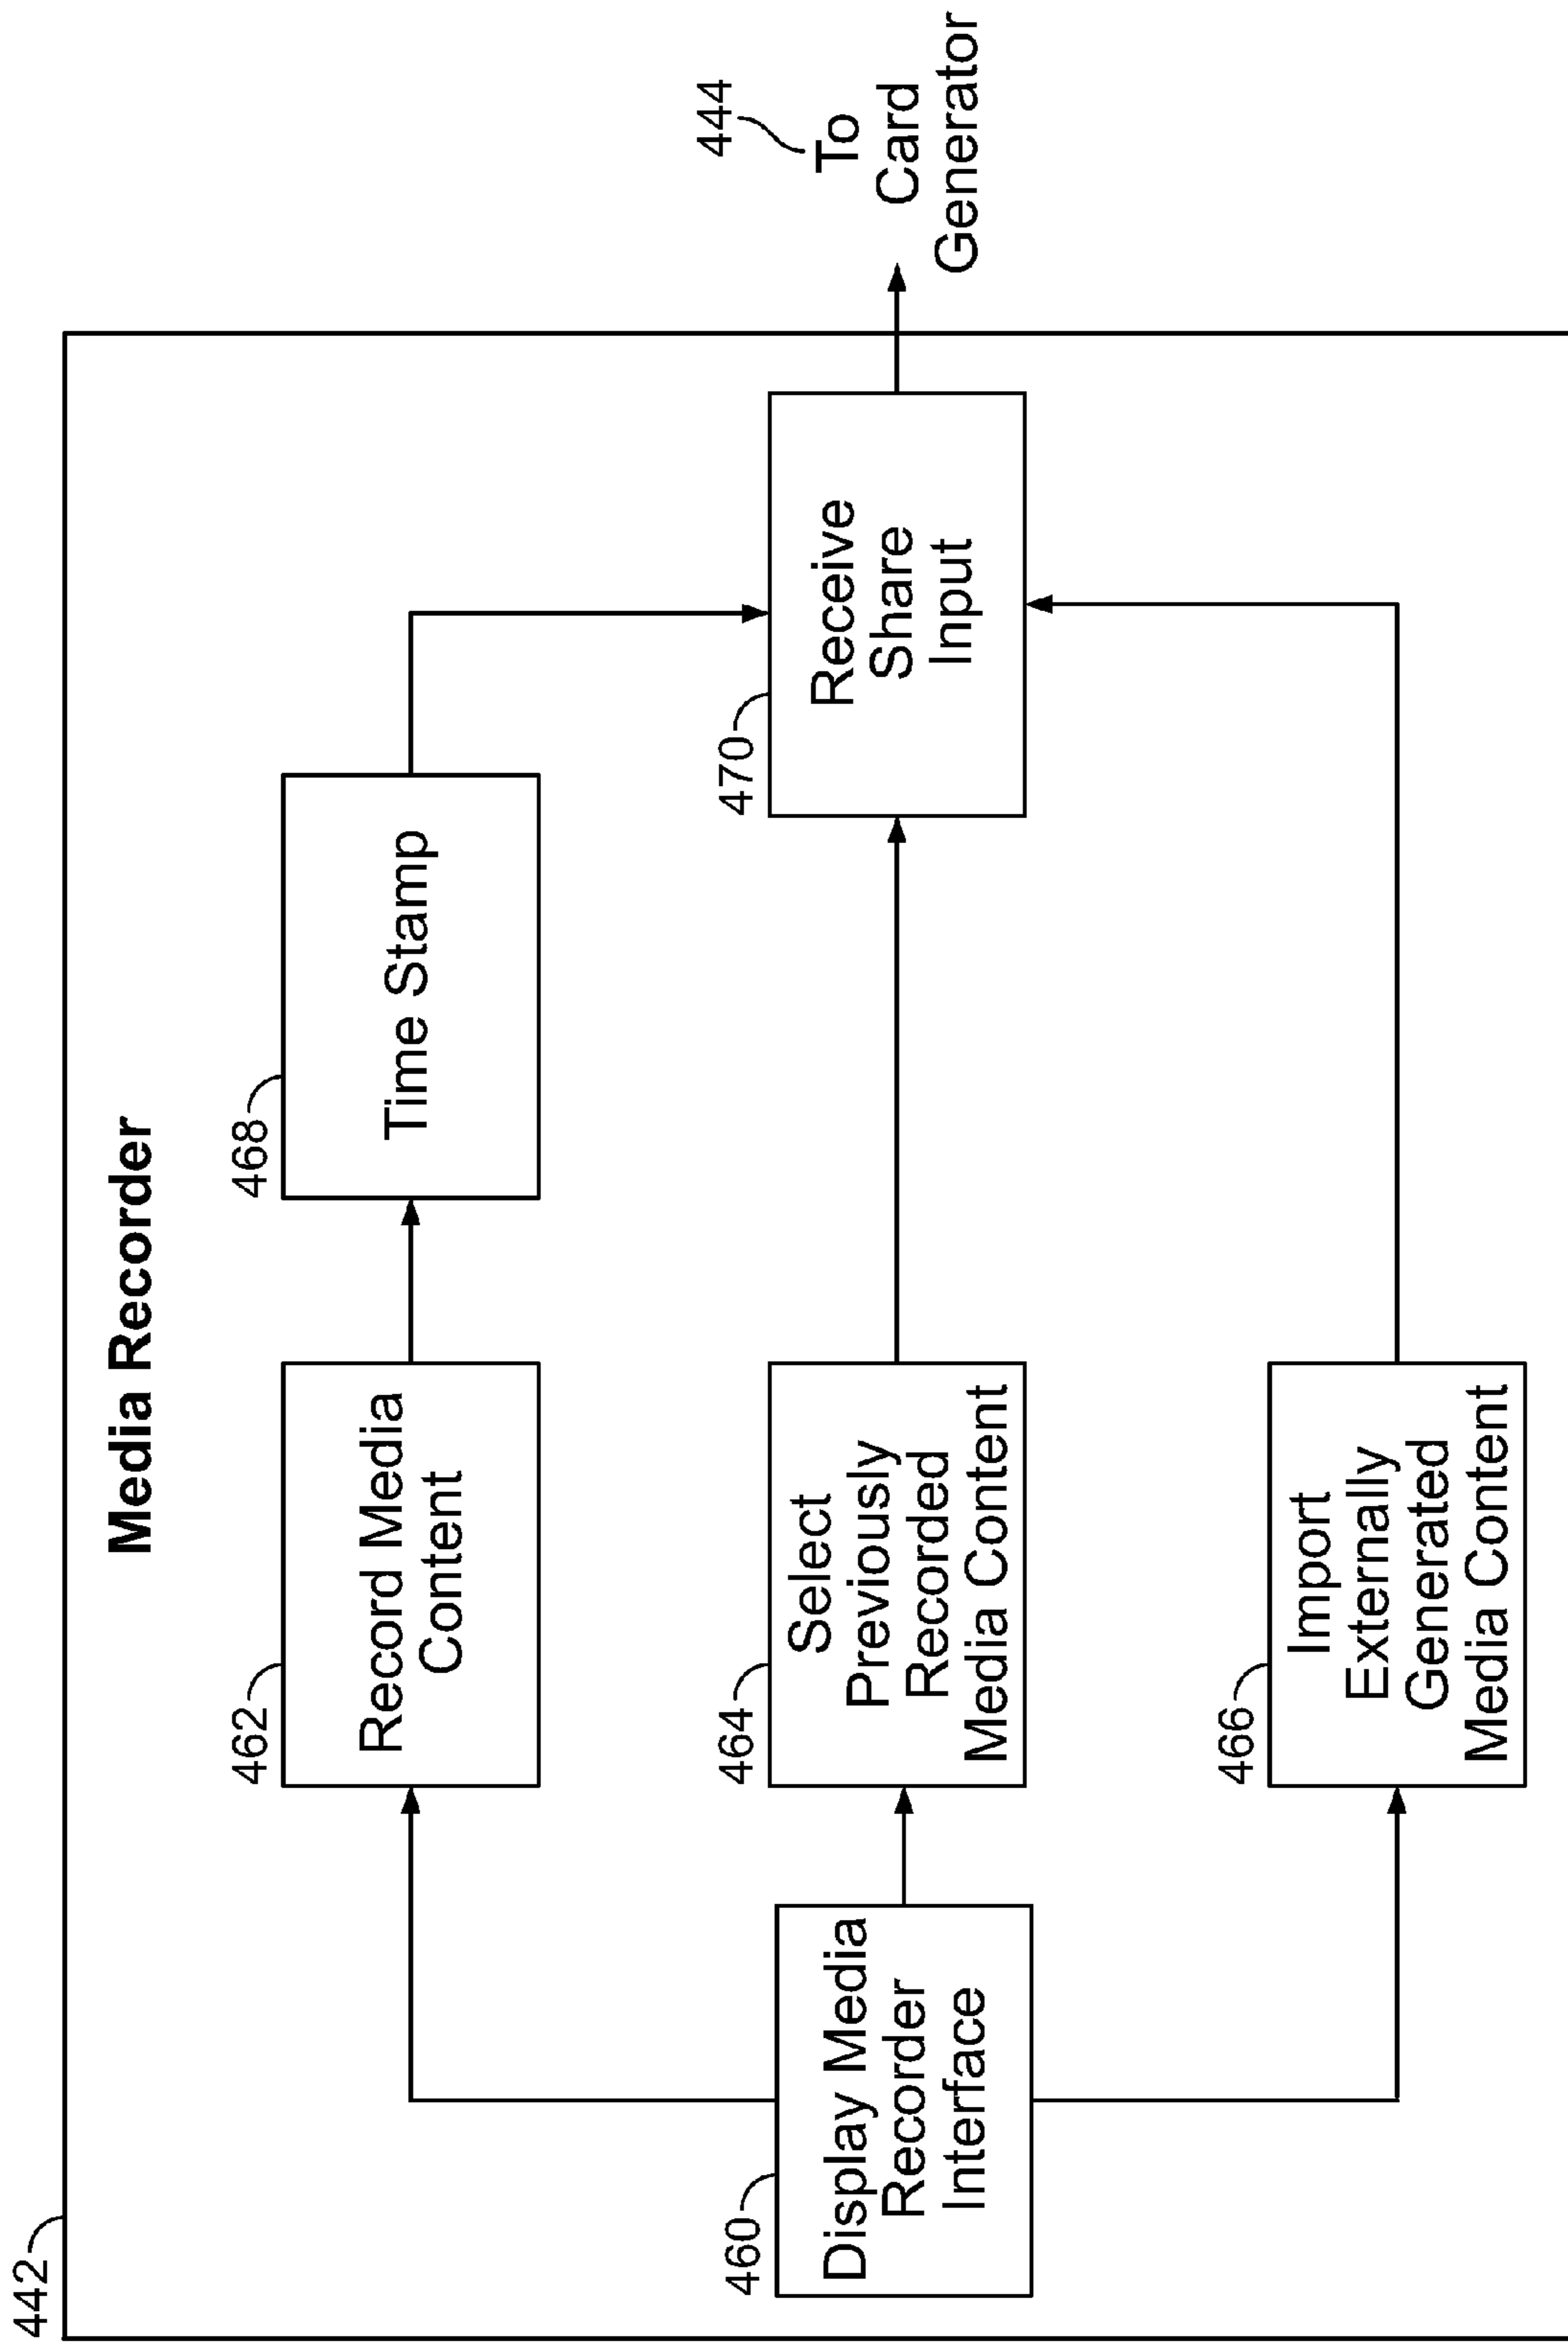 442
Media Recorder
460
Display Media
Recorder
Interface
462
Record Media
Content
468
Time Stamp
464
Select
Previously
Recorded
Media Content
466
Import
Externally
Generated
Media Content
470
Receive
Share
Input
444
To
Card
Generator